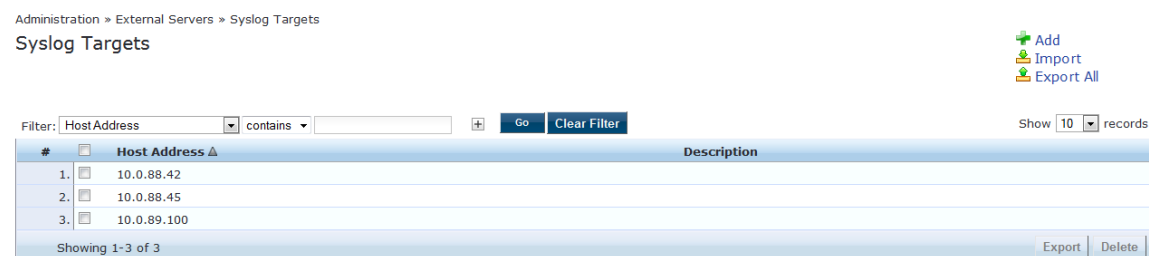 Administration » External Servers » Syslog Targets
Syslog Targets
Add
Import
Export All
Filter: Host Address contains + Go Clear Filter Show 10 records
# Host Address Description
1. 10.0.88.42
2. 10.0.88.45
3. 10.0.89.100
Showing 1-3 of 3 Export Delete